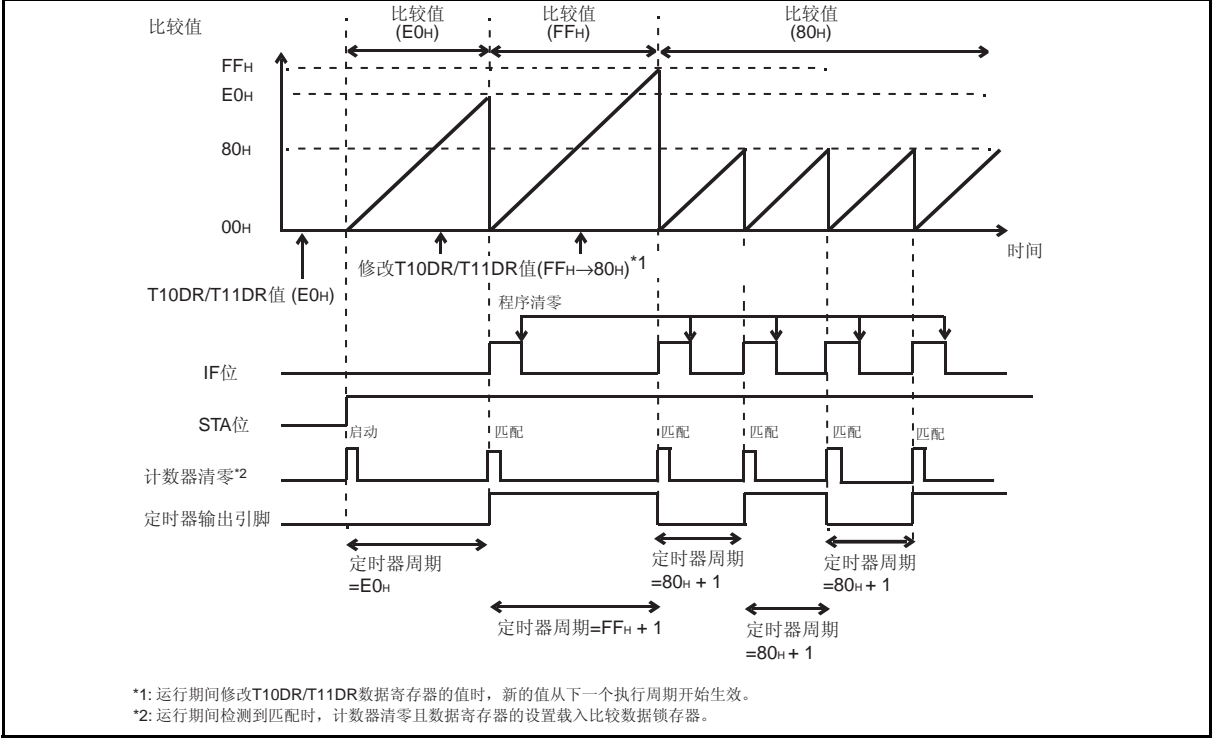 比较值
比较值
(E0H)
比较值
(FFH)
比较值
(80H)
FFH
E0H
80H
00H
时间
修改T10DR/T11DR值(FFH→80H)*1
T10DR/T11DR值 (E0H)
程序清零
IF位
STA位
启动
匹配
匹配
匹配
匹配
匹配
计数器清零*2
定时器输出引脚
定时器周期
=E0H
定时器周期
=80H + 1
定时器周期
=80H + 1
定时器周期=FFH + 1
定时器周期
=80H + 1
*1: 运行期间修改T10DR/T11DR数据寄存器的值时，新的值从下一个执行周期开始生效。
*2: 运行期间检测到匹配时，计数器清零且数据寄存器的设置载入比较数据锁存器。